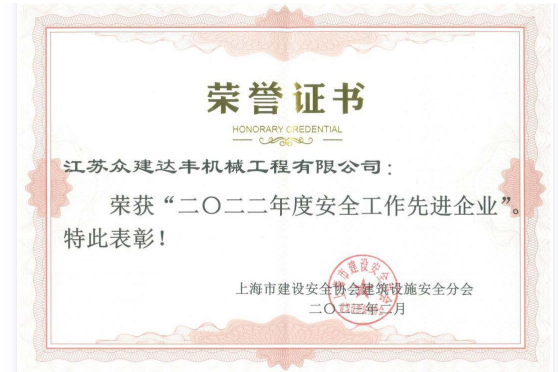 荣誉证书
HONORARY CREDENTIAL
江苏众建达丰机械工程有限公司：
荣获“二〇二二年度安全工作先进企业”。
特此表彰！
上海市建设安全协会建筑设施安全分会
二〇二三年二月